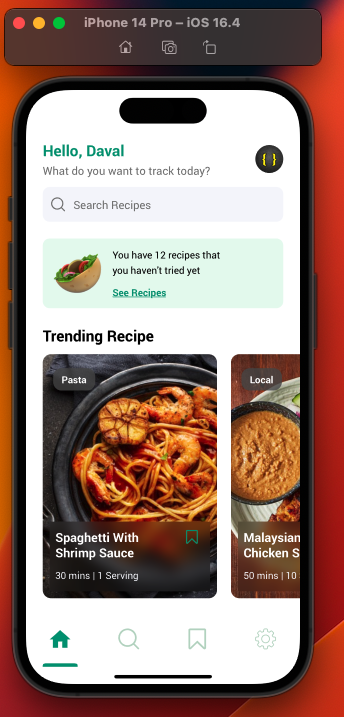 iPhone 14 Pro – iOS 16.4
Hello, Daval
What do you want to track today?
{ }
Search Recipes
You have 12 recipes that
you haven't tried yet
See Recipes
Trending Recipe
Pasta
Spaghetti With
Shrimp Sauce
30 mins | 1 Serving
Local
Malaysian
Chicken S
50 mins | 10